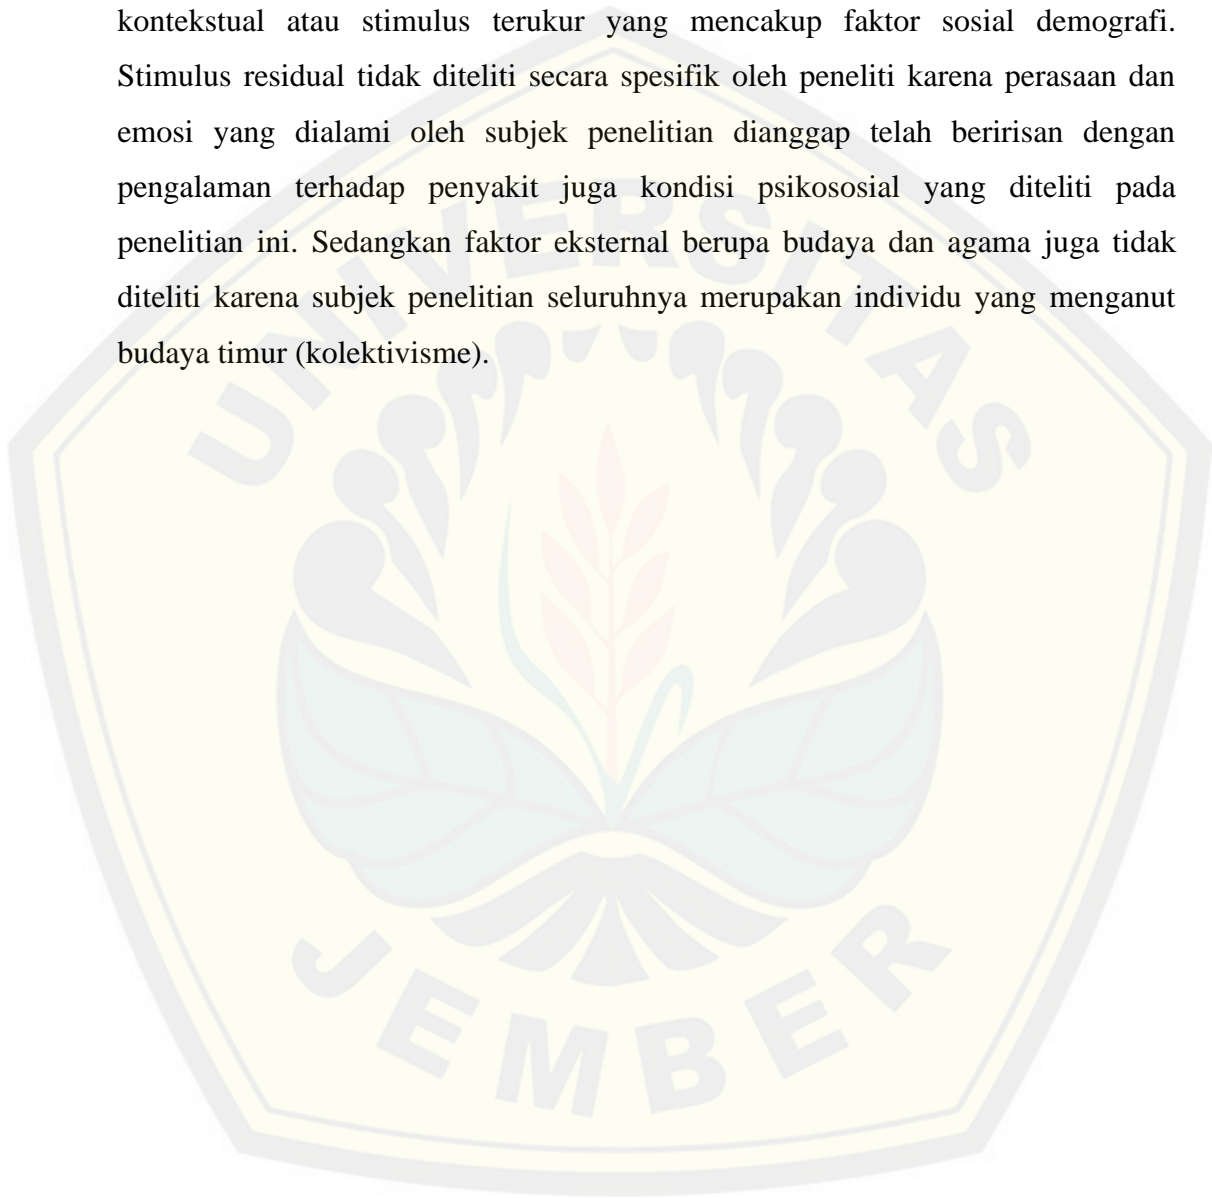 kontekstual atau stimulus terukur yang mencakup faktor sosial demografi.
Stimulus residual tidak diteliti secara spesifik oleh peneliti karena perasaan dan
emosi yang dialami oleh subjek penelitian dianggap telah beririsan dengan
pengalaman terhadap penyakit juga kondisi psikososial yang diteliti pada
penelitian ini. Sedangkan faktor eksternal berupa budaya dan agama juga tidak
diteliti karena subjek penelitian seluruhnya merupakan individu yang menganut
budaya timur (kolektivisme).
UNIVERSITAS
JEMBER